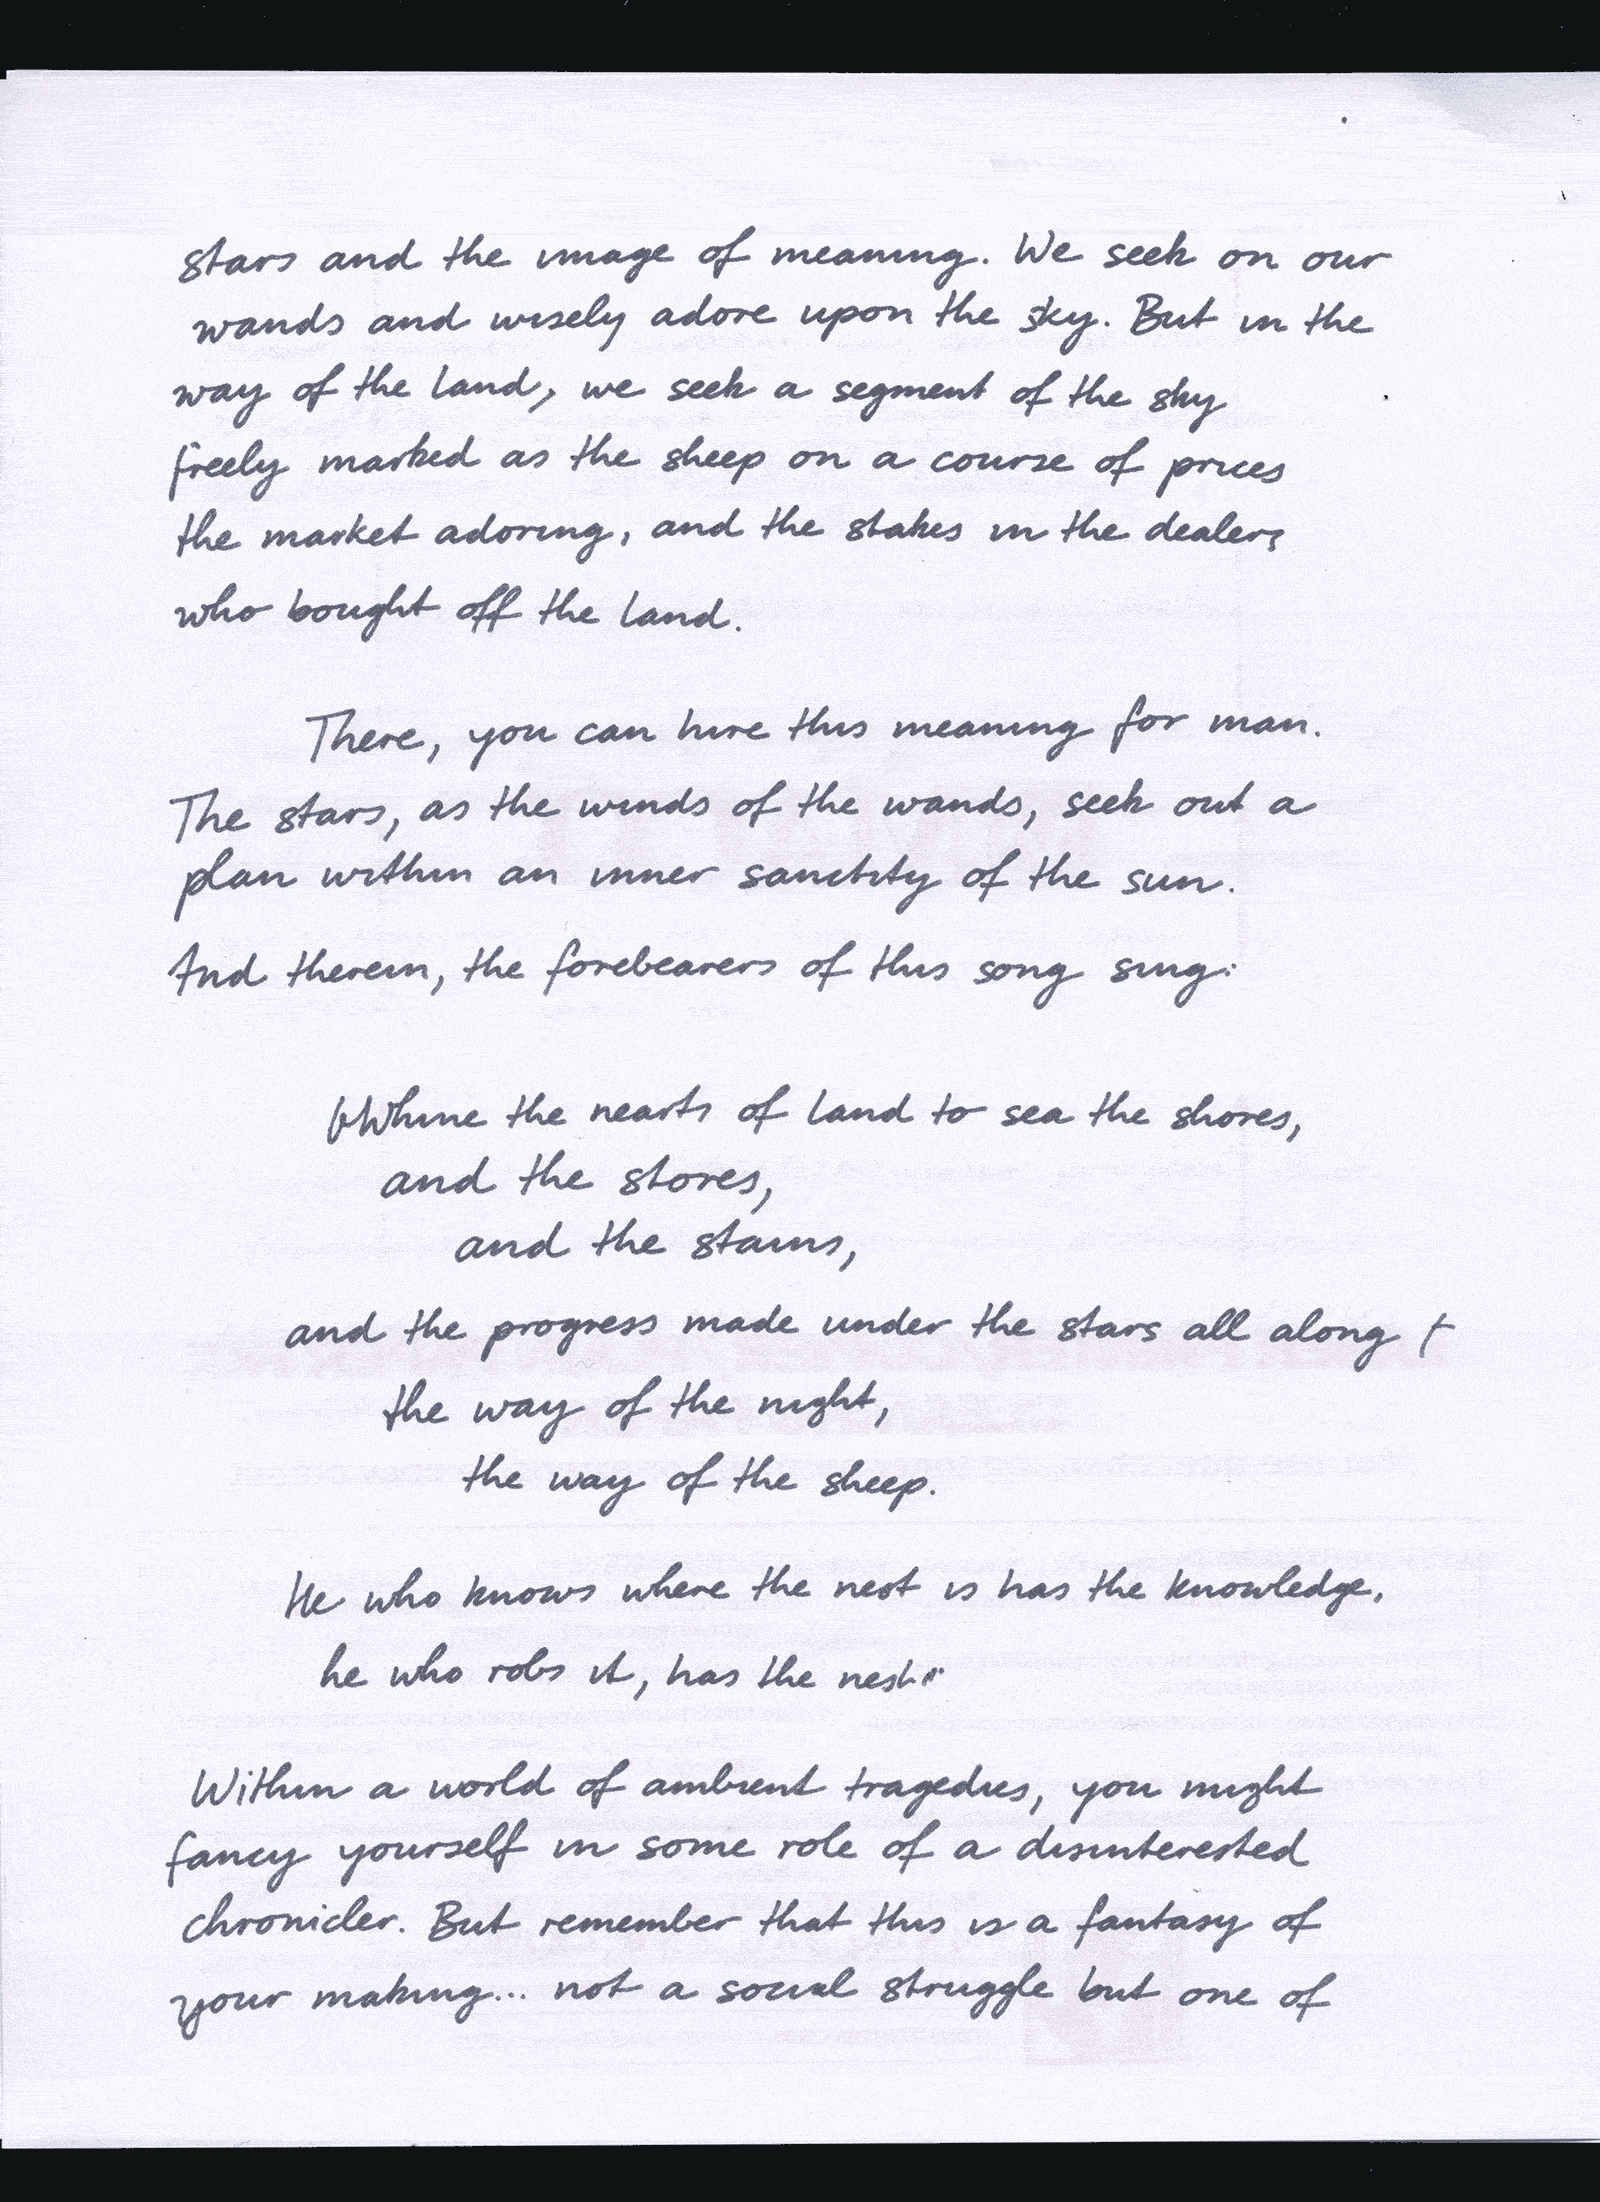 stars and the image of meaning. We seek on our
wands and wisely adore upon the sky. But in the
way of the land, we seek a segment of the sky
freely marked as the sheep on a course of prices
the market adoring, and the stakes in the dealers
who bought off the land.
There, you can hire this meaning for man.
The stars, as the winds of the wands, seek out a
plan within an inner sanctity of the sun.
And therein, the forebearers of this song sing:
Whine the nearts of land to sea the shores,
and the stores,
and the stains,
and the progress made under the stars all along
the way of the night,
the way of the sheep.
He who knows where the nest is has the knowledge,
he who robs it, has the nest."
Within a world of ambient tragedies, you might
fancy yourself in some role of a disinterested
chronicler. But remember that this is a fantasy of
your making... not a social struggle but one of